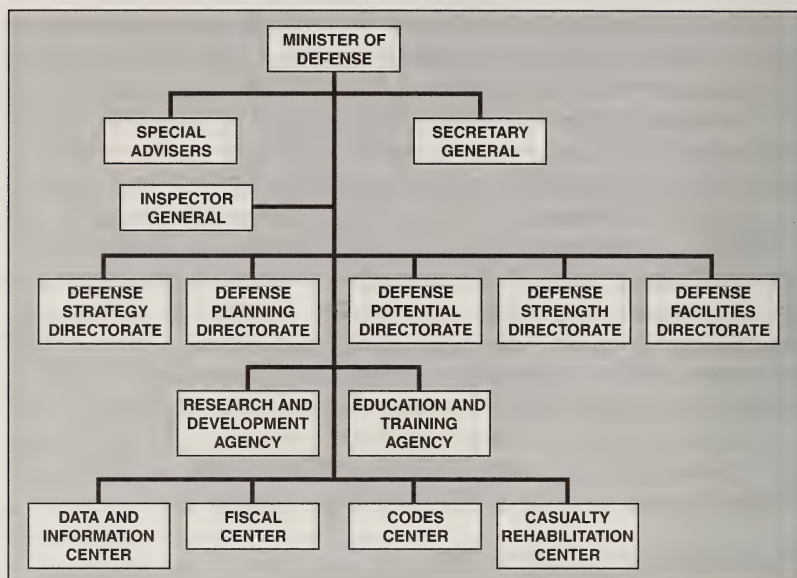 MINISTER OF
DEFENSE
SPECIAL
ADVISERS
SECRETARY
GENERAL
INSPECTOR
GENERAL
DEFENSE
STRATEGY
DIRECTORATE
DEFENSE
PLANNING
DIRECTORATE
DEFENSE
POTENTIAL
DIRECTORATE
DEFENSE
STRENGTH
DIRECTORATE
DEFENSE
FACILITIES
DIRECTORATE
RESEARCH AND
DEVELOPMENT
AGENCY
EDUCATION AND
TRAINING
AGENCY
DATA AND
INFORMATION
CENTER
FISCAL
CENTER
CODES
CENTER
CASUALTY
REHABILITATION
CENTER